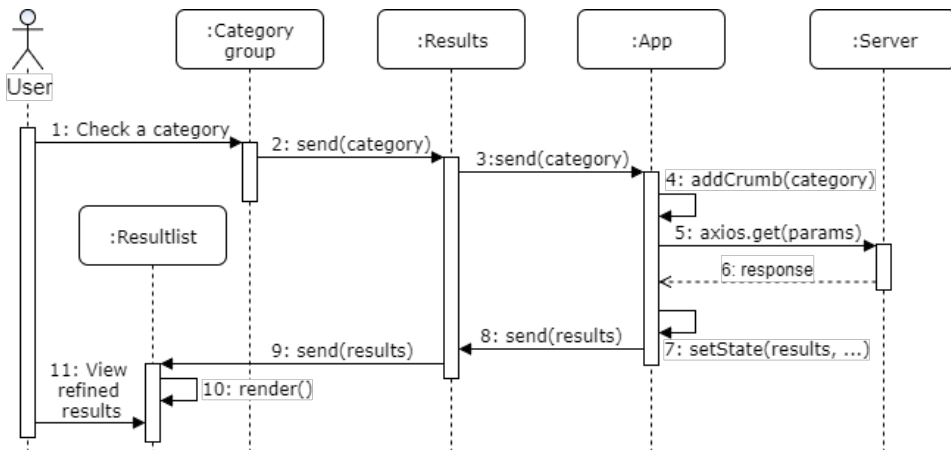 :Category
group
:Results
:App
:Server
User
1: Check a category
2: send(category)
3:send(category)
4: addCrumb(category)
:Resultlist
5: axios.get(params)
6: response
7: setState(results, ...)
8: send(results)
9: send(results)
10: render()
11: View
refined
results